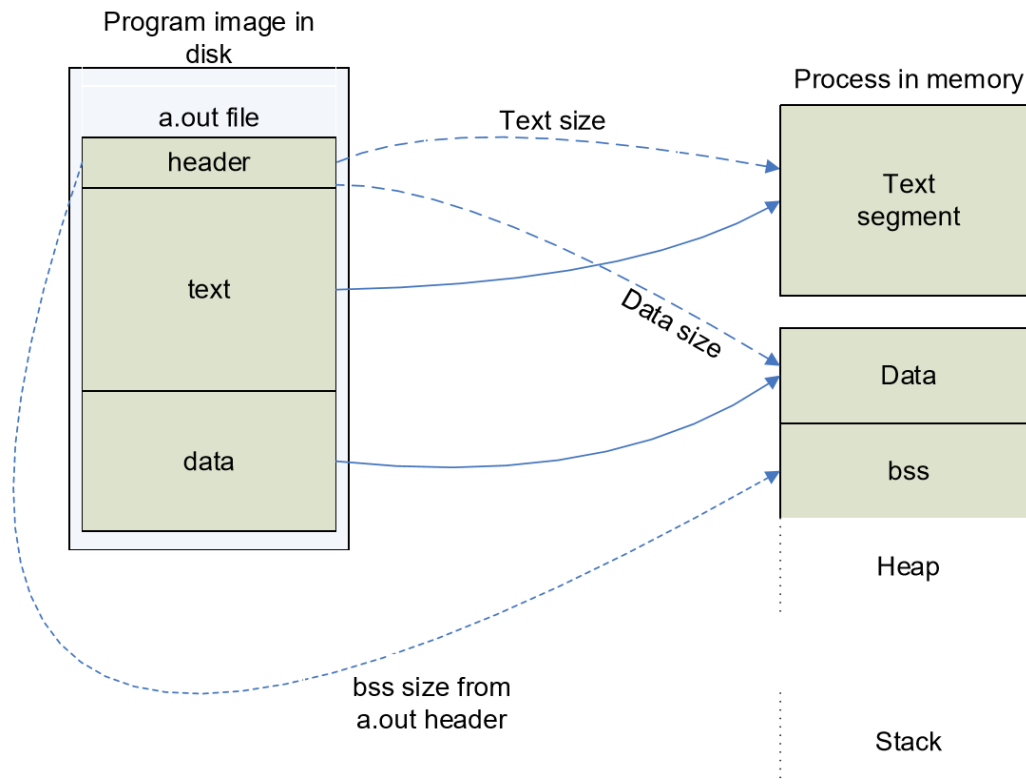 Program image in
disk
a.out file
header
text
data
Text size
Data size
bss size from
a.out header
Process in memory
Text
segment
Data
bss
Heap
Stack